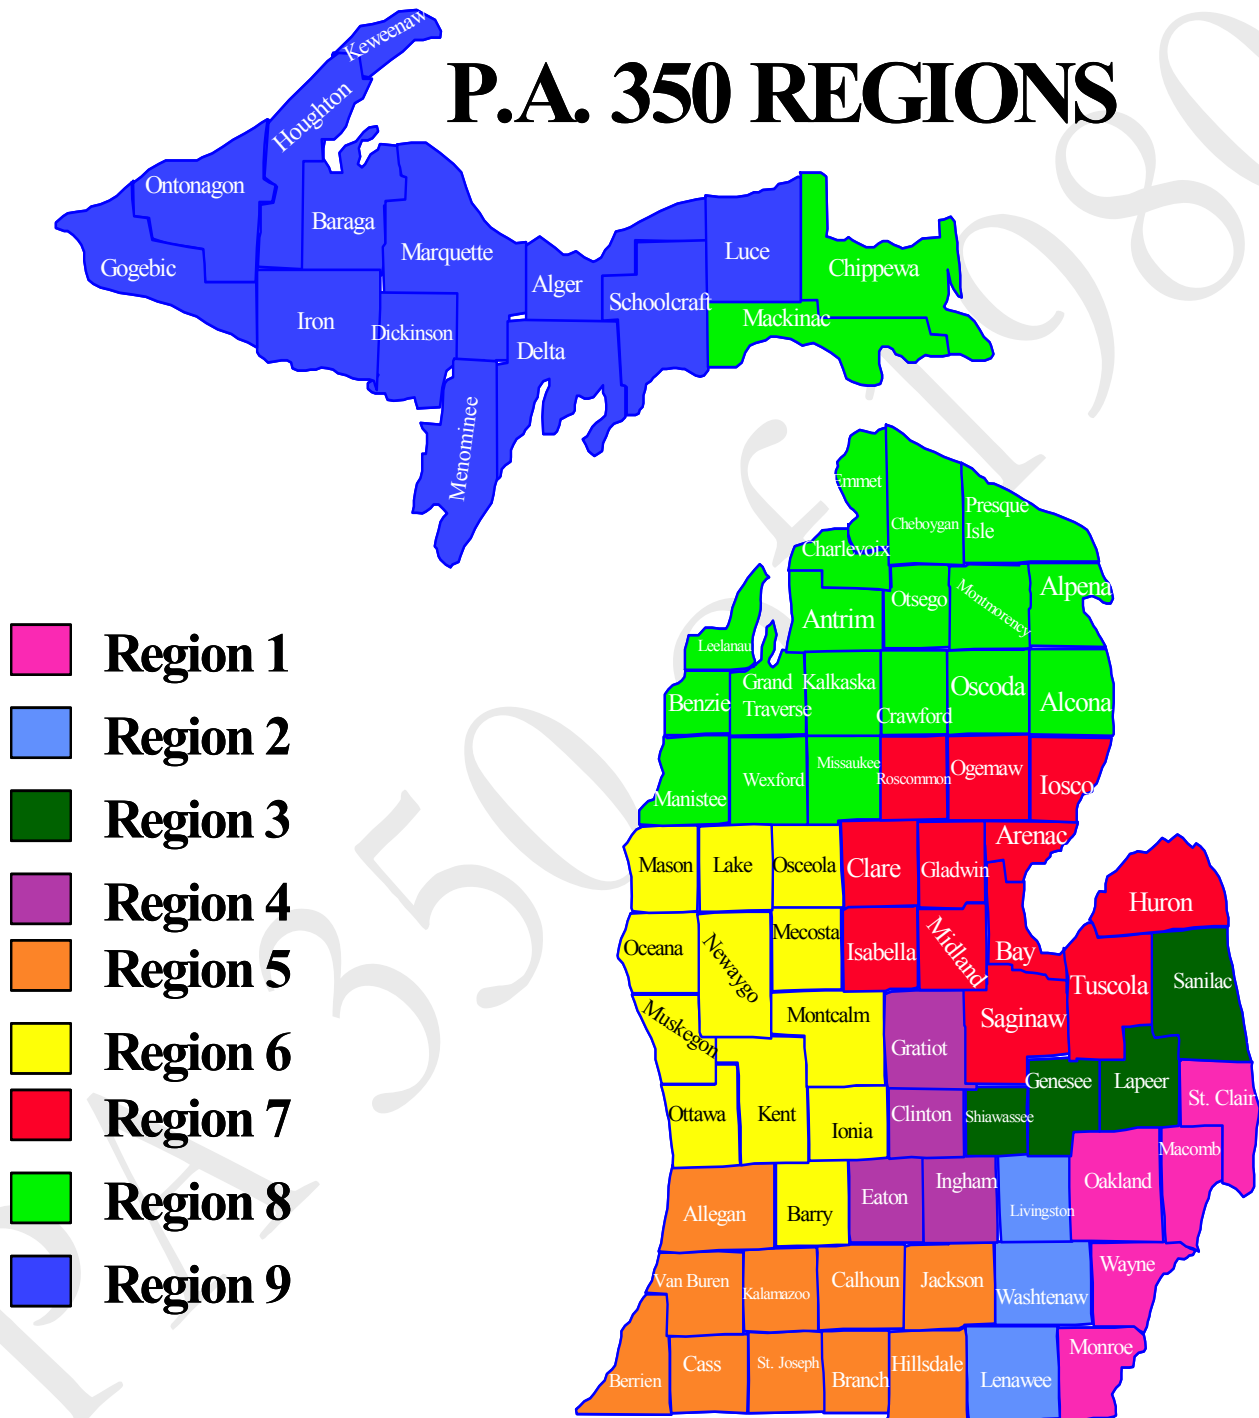 P.A. 350 REGIONS
PA 350 of 1980
Keweenaw
Houghton
Ontonagon
Baraga
Gogebic
Marquette
Luce
Chippewa
Alger
Schoolcraft
Iron
Dickinson
Mackinac
Delta
Menominee
Emmet
Cheboygan
Presque
Isle
Charlevoix
Alpena
Otsego
Montmorency
Antrim
Leelanau
Grand
Traverse
Kalkaska
Benzie
Crawford
Oscoda
Alcona
Manistee
Wexford
Missaukee
Roscommon
Ogemaw
Iosco
Arenac
Mason
Lake
Osceola
Clare
Gladwin
Huron
Oceana
Newaygo
Mecosta
Isabella
Midland
Bay
Tuscola
Sanilac
Muskegon
Montcalm
Gratiot
Saginaw
Genesee
Lapeer
St. Clair
Ottawa
Kent
Ionia
Clinton
Shiawassee
Macomb
Allegan
Barry
Eaton
Ingham
Livingston
Oakland
Van Buren
Kalamazoo
Calhoun
Jackson
Washtenaw
Wayne
Berrien
Cass
St. Joseph
Branch
Hillsdale
Lenawee
Monroe
Region 1
Region 2
Region 3
Region 4
Region 5
Region 6
Region 7
Region 8
Region 9